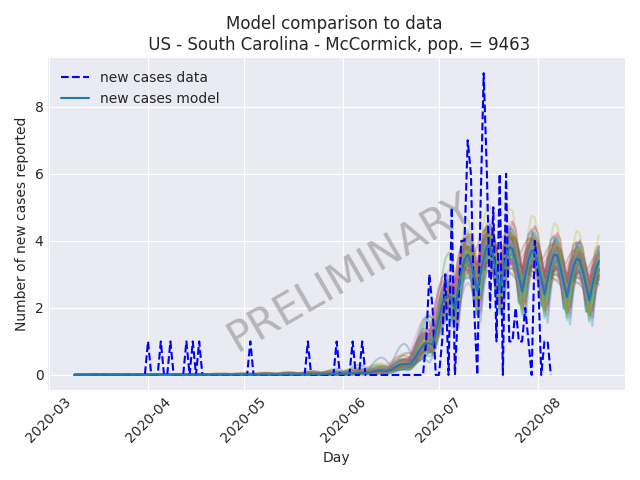 Model comparison to data
US - South Carolina - McCormick, pop. = 9463
new cases data
new cases model
Number of new cases reported
8
6
4
2
0
PRELIMINARY
2020-03
2020-04
2020-05
2020-06
2020-07
2020-08
Day